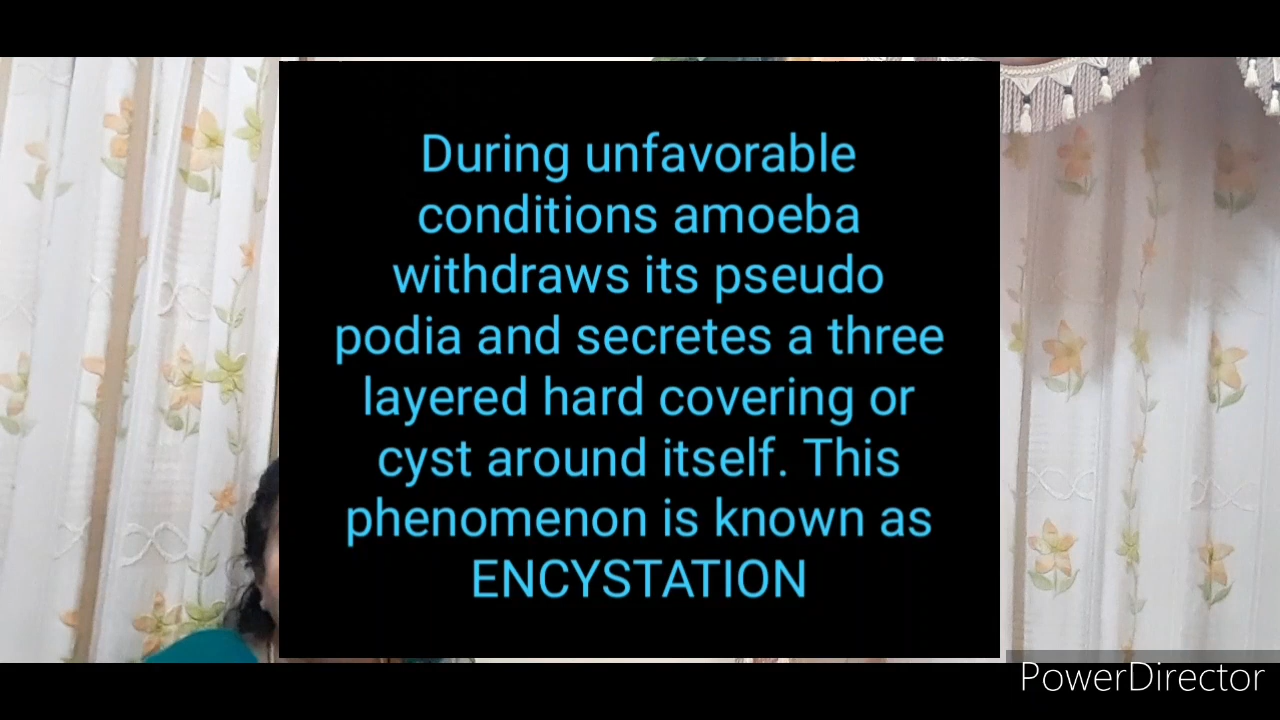 During unfavorable
conditions amoeba
withdraws its pseudo
podia and secretes a three
layered hard covering or
cyst around itself. This
phenomenon is known as
ENCYSTATION
PowerDirector